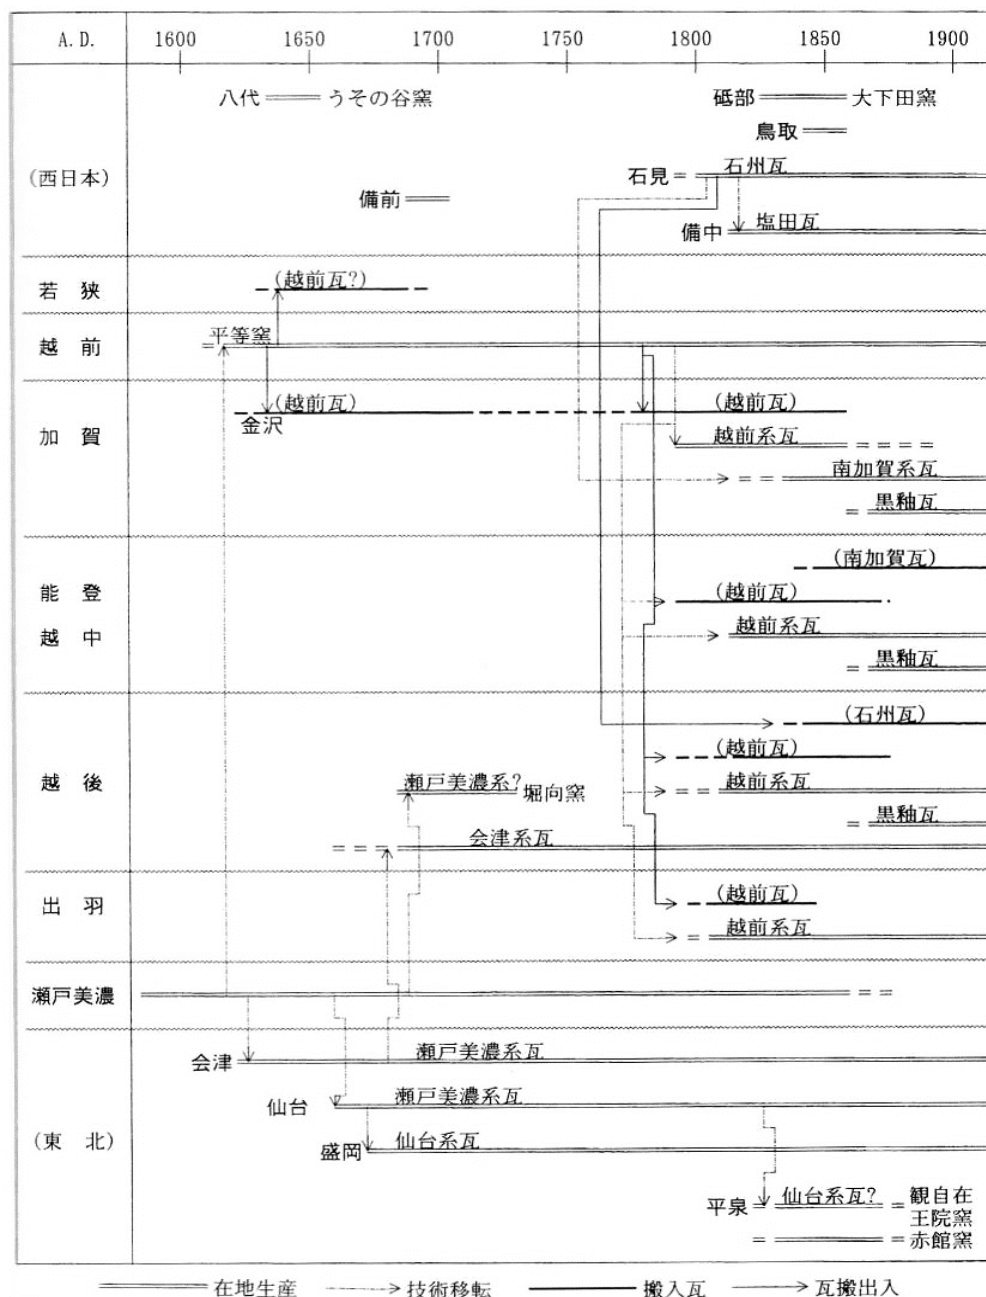 A.D. 1600 1650 1700 1750 1800 1850 1900
八代 うその谷窯 砥部 大下田窯
鳥取
(西日本) 石見 石州瓦
備前
備中 塩田瓦
若狭 (越前瓦?)
越前 平等窯
(越前瓦) (越前瓦)
加賀 金沢 越前系瓦
南加賀系瓦
黒釉瓦
(南加賀瓦)
能登 (越前瓦)
越中 越前系瓦
黒釉瓦
(石州瓦)
(越前瓦)
越後 瀬戸美濃系? 堀向窯 越前系瓦
黒釉瓦
会津系瓦
出羽 (越前瓦)
越前系瓦
瀬戸美濃
会津 瀬戸美濃系瓦
仙台 瀬戸美濃系瓦
(東北) 盛岡 仙台系瓦
平泉 仙台系瓦? 観自在
王院窯
赤館窯
在地生産 技術移転 搬入瓦 瓦搬出入